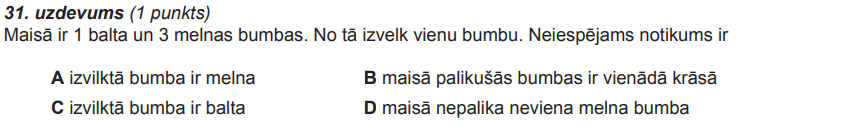 31. uzdevums (1 punkts)
Maisā ir 1 balta un 3 melnas bumbas. No tā izvelk vienu bumbu. Neiespējams notikums ir
A izvilktā bumba ir melna B maisā palikušās bumbas ir vienādā krāsā
C izvilktā bumba ir balta D maisā nepalika neviena melna bumba